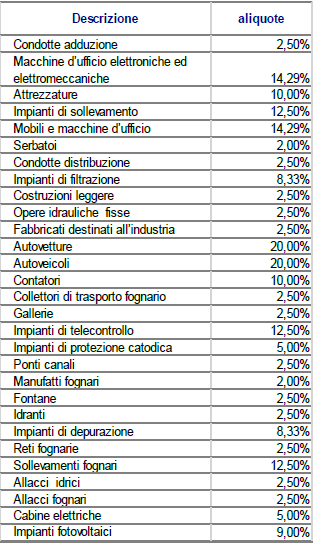 Descrizione aliquote
Condotte adduzione 2,50%
Macchine d'ufficio elettroniche ed
elettromeccaniche 14,29%
Attrezzature 10,00%
Impianti di sollevamento 12,50%
Mobili e macchine d'ufficio 14,29%
Serbatoi 2,00%
Condotte distribuzione 2,50%
Impianti di filtrazione 8,33%
Costruzioni leggere 2,50%
Opere idrauliche fisse 2,50%
Fabbricati destinati all'industria 2,50%
Autovetture 20,00%
Autoveicoli 20,00%
Contatori 10,00%
Collettori di trasporto fognario 2,50%
Gallerie 2,50%
Impianti di telecontrollo 12,50%
Impianti di protezione catodica 5,00%
Ponti canali 2,50%
Manufatti fognari 2,00%
Fontane 2,50%
Idranti 2,50%
Impianti di depurazione 8,33%
Reti fognarie 2,50%
Sollevamenti fognari 12,50%
Allacci idrici 2,50%
Allacci fognari 2,50%
Cabine elettriche 5,00%
Impianti fotovoltaici 9,00%